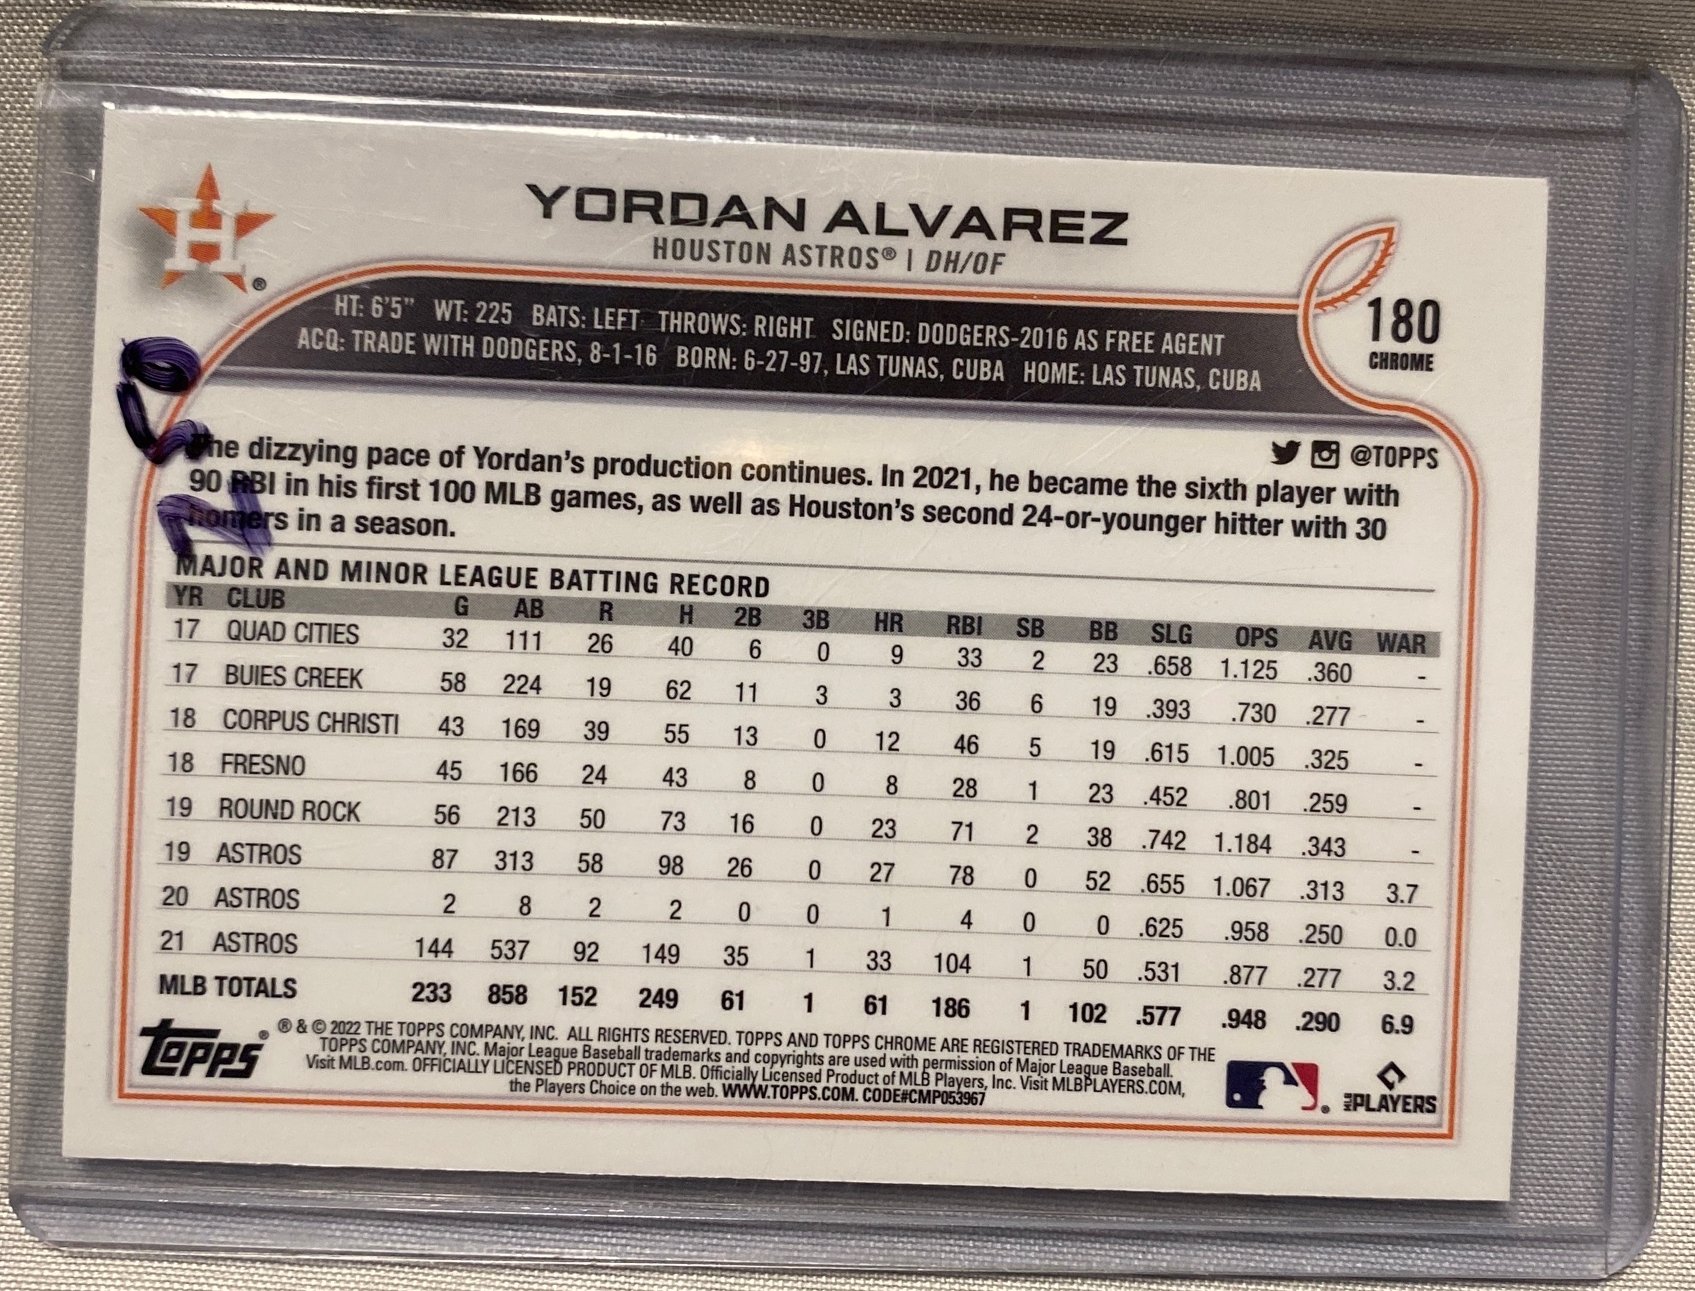 YORDAN ALVAREZ
HOUSTON ASTROS® | DH/OF
H®
180
CHROME
HT: 6'5" WT: 225 BATS: LEFT THROWS: RIGHT SIGNED: DODGERS-2016 AS FREE AGENT
ACQ: TRADE WITH DODGERS, 8-1-16 BORN: 6-27-97, LAS TUNAS, CUBA HOME: LAS TUNAS, CUBA
@TOPPS
The dizzying pace of Yordan's production continues. In 2021, he became the sixth player with
90 RBI in his first 100 MLB games, as well as Houston's second 24-or-younger hitter with 30
homers in a season.
MAJOR AND MINOR LEAGUE BATTING RECORD
YR CLUB G AB R H 2B 3B HR RBI SB BB SLG OPS AVG WAR
17 QUAD CITIES 32 111 26 40 6 0 9 33 2 23 .658 1.125 .360 -
17 BUIES CREEK 58 224 19 62 11 3 3 36 6 19 .393 .730 .277 -
18 CORPUS CHRISTI 43 169 39 55 13 0 12 46 5 19 .615 1.005 .325 -
18 FRESNO 45 166 24 43 8 0 8 28 1 23 .452 .801 .259 -
19 ROUND ROCK 56 213 50 73 16 0 23 71 2 38 .742 1.184 .343 -
19 ASTROS 87 313 58 98 26 0 27 78 0 52 .655 1.067 .313 3.7
20 ASTROS 2 8 2 2 0 0 1 4 0 0 .625 .958 .250 0.0
21 ASTROS 144 537 92 149 35 1 33 104 1 50 .531 .877 .277 3.2
MLB TOTALS 233 858 152 249 61 1 61 186 1 102 .577 .948 .290 6.9
TOPPS®
® & © 2022 THE TOPPS COMPANY, INC. ALL RIGHTS RESERVED. TOPPS AND TOPPS CHROME ARE REGISTERED TRADEMARKS OF THE
TOPPS COMPANY, INC. Major League Baseball trademarks and copyrights are used with permission of Major League Baseball.
Visit MLB.com. OFFICIALLY LICENSED PRODUCT OF MLB. Officially Licensed Product of MLB Players, Inc. Visit MLBPLAYERS.COM,
the Players Choice on the web. WWW.TOPPS.COM. CODE#CMP053967
MLB PLAYERS